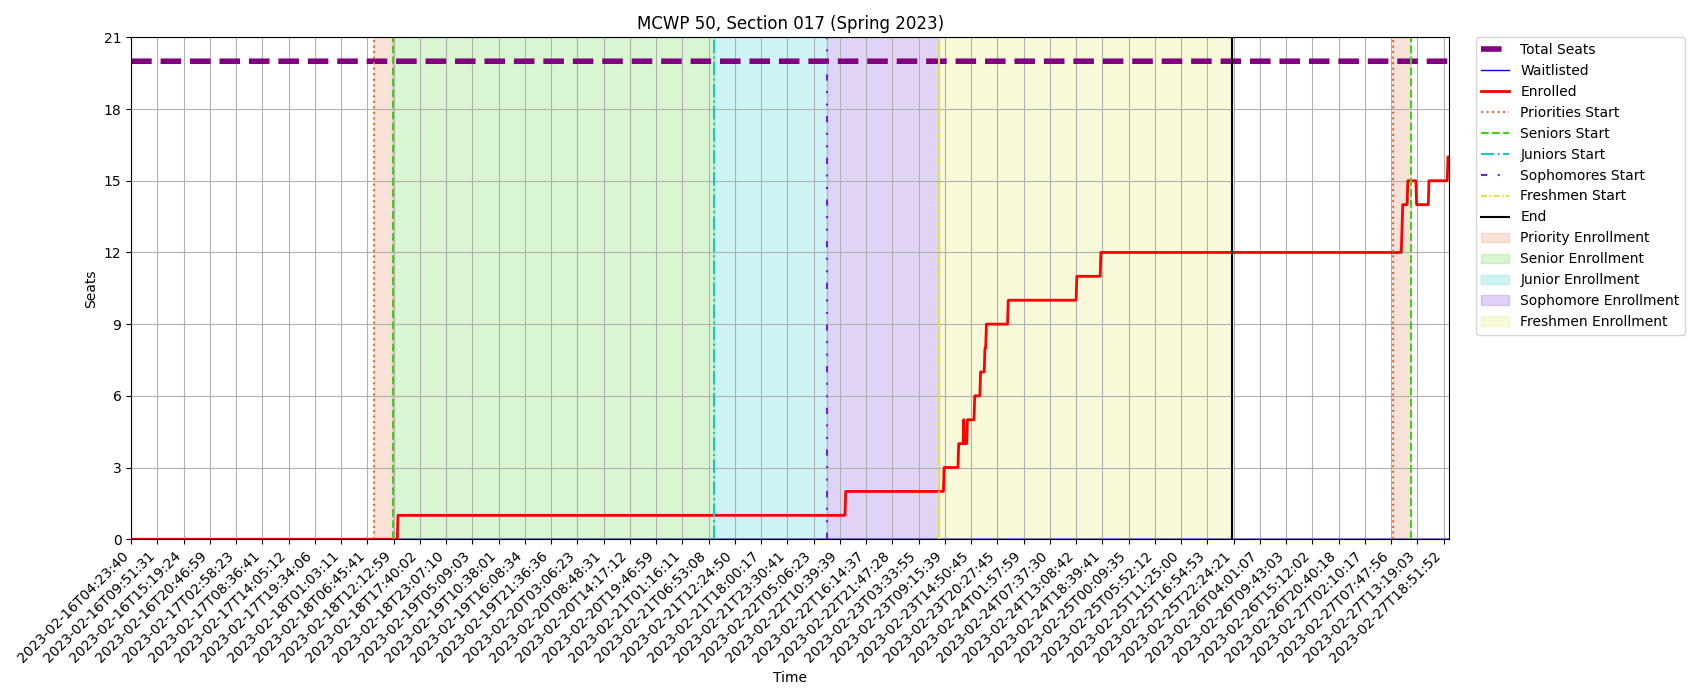 MCWP 50, Section 017 (Spring 2023)
21
18
15
12
9
6
3
0
Seats
2023-02-16T04:23:40
2023-02-16T09:51:31
2023-02-16T15:19:24
2023-02-16T20:46:59
2023-02-17T02:58:23
2023-02-17T08:36:41
2023-02-17T14:05:12
2023-02-17T19:34:06
2023-02-18T01:03:11
2023-02-18T06:45:41
2023-02-18T12:12:59
2023-02-18T17:40:02
2023-02-18T23:07:10
2023-02-19T05:09:03
2023-02-19T10:38:01
2023-02-19T16:08:34
2023-02-19T21:36:36
2023-02-20T03:06:23
2023-02-20T08:48:31
2023-02-20T14:17:12
2023-02-20T19:46:59
2023-02-21T01:16:11
2023-02-21T06:53:08
2023-02-21T12:24:50
2023-02-21T18:00:17
2023-02-21T23:30:41
2023-02-22T05:06:23
2023-02-22T10:39:39
2023-02-22T16:14:37
2023-02-22T21:47:28
2023-02-23T03:33:55
2023-02-23T09:15:39
2023-02-23T14:50:45
2023-02-23T20:27:45
2023-02-24T01:57:59
2023-02-24T07:37:30
2023-02-24T13:08:42
2023-02-24T18:39:41
2023-02-25T00:09:35
2023-02-25T05:52:12
2023-02-25T11:25:00
2023-02-25T16:54:53
2023-02-25T22:24:21
2023-02-26T04:01:07
2023-02-26T09:43:03
2023-02-26T15:12:02
2023-02-26T20:40:18
2023-02-27T02:10:17
2023-02-27T07:47:56
2023-02-27T13:19:03
2023-02-27T18:51:52
Time
Total Seats
Waitlisted
Enrolled
Priorities Start
Seniors Start
Juniors Start
Sophomores Start
Freshmen Start
End
Priority Enrollment
Senior Enrollment
Junior Enrollment
Sophomore Enrollment
Freshmen Enrollment